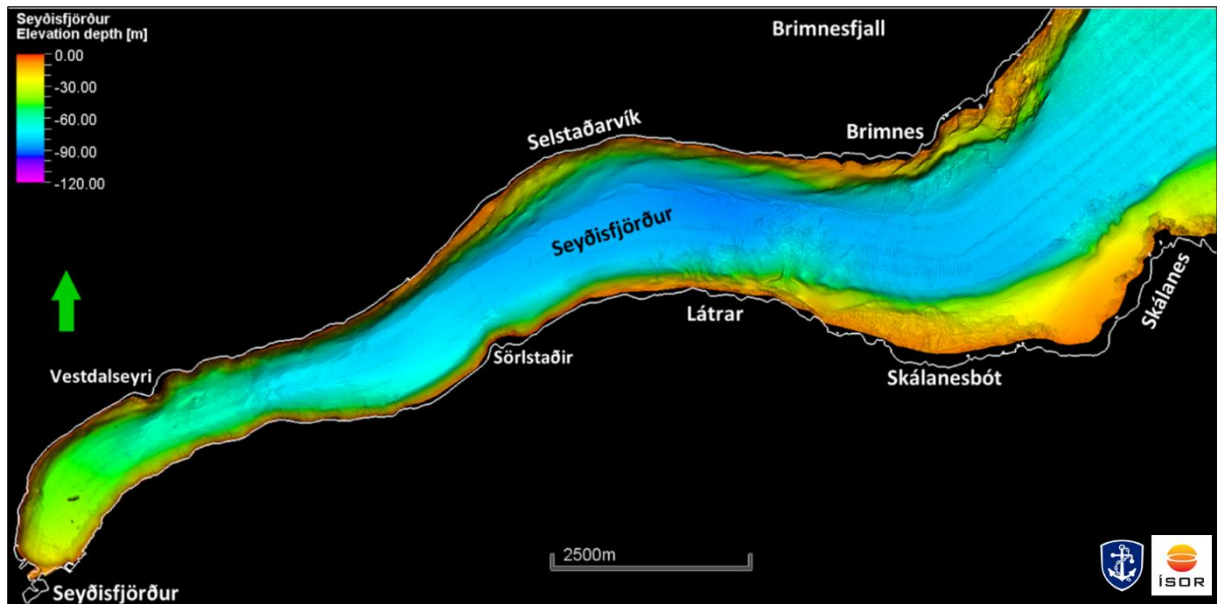 Seyðisfjörður
Elevation depth [m]
0.00
-30.00
-60.00
-90.00
-120.00
Brimnesfjall
Selstaðarvík
Brimnes
Seyðisfjörður
Skálanes
Látrar
Sörlstaðir
Vestdalseyri
Skálanesbót
2500m
Seyðisfjörður
ÍSOR